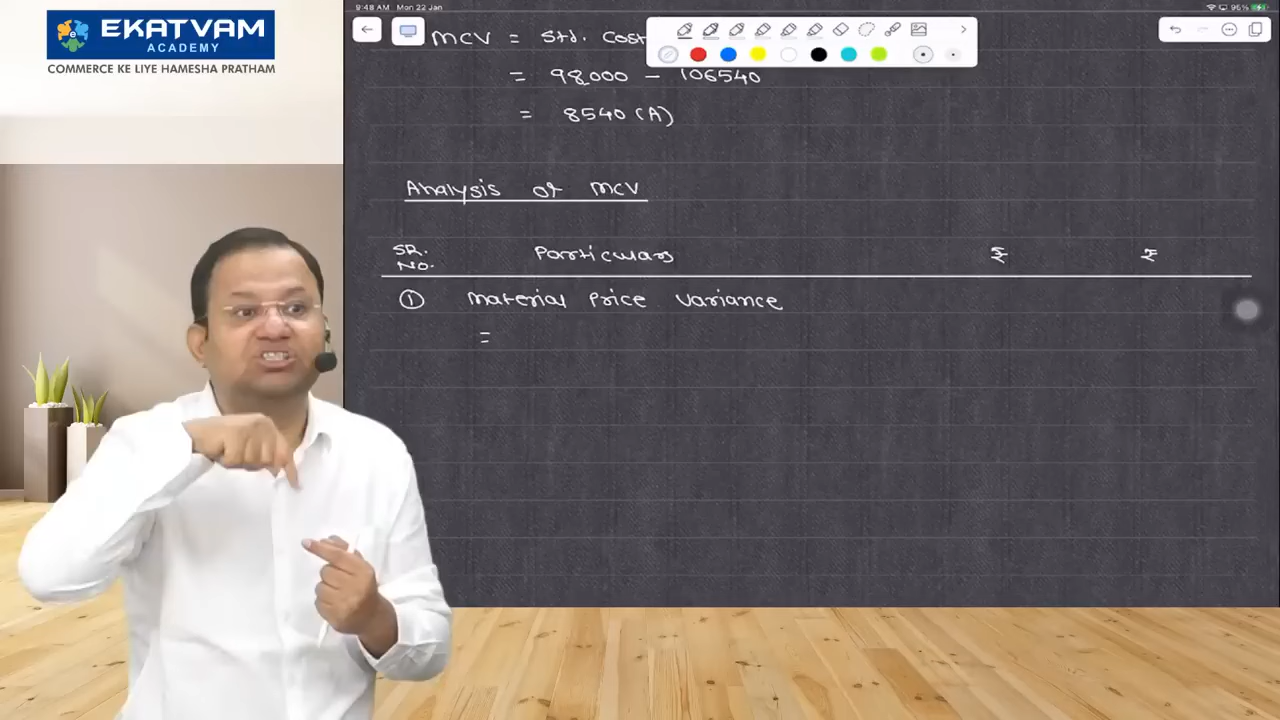 EKATVAM
ACADEMY
COMMERCE KE LIYE HAMESHA PRATHAM
9:48 AM Mon 22 Jan
95%
MCV = Std. Cost
= 98000 - 106540
= 8540 (A)
Analysis of MCV
SR. No. Particulars ₹ ₹
① Material Price Variance
=